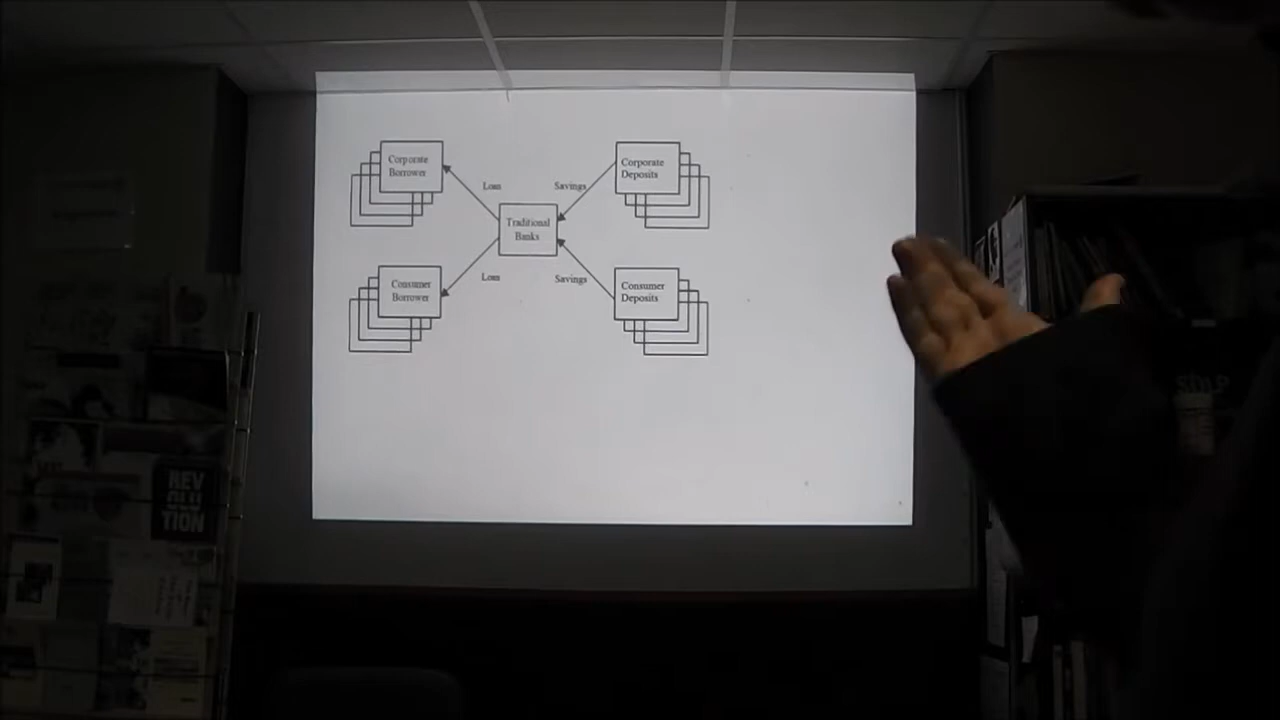 Corporate
Borrower
Loan
Savings
Corporate
Deposits
Traditional
Banks
Consumer
Borrower
Loan
Savings
Consumer
Deposits
REV
OLU
TION